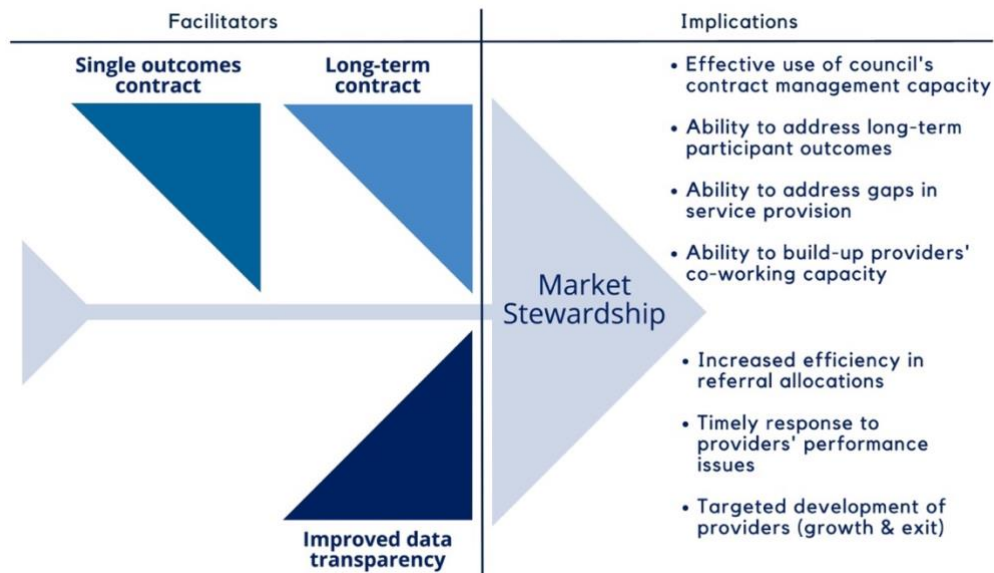 Facilitators
Implications
Single outcomes
contract
Long-term
contract
Improved data
transparency
Market
Stewardship
• Effective use of council's
contract management capacity
• Ability to address long-term
participant outcomes
• Ability to address gaps in
service provision
• Ability to build-up providers'
co-working capacity
• Increased efficiency in
referral allocations
• Timely response to
providers' performance
issues
• Targeted development of
providers (growth & exit)